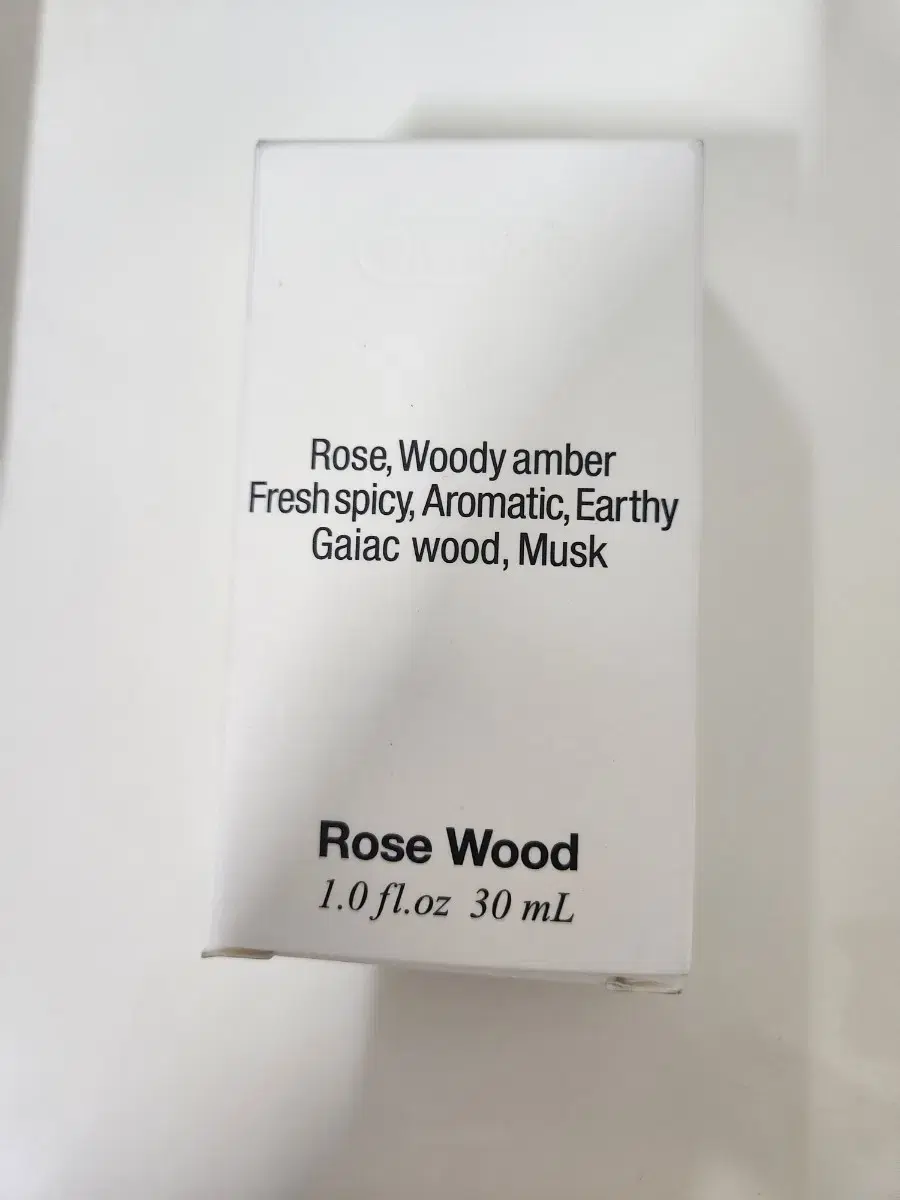 Rose, Woody amber
Fresh spicy, Aromatic, Earthy
Gaiac wood, Musk
Rose Wood
1.0 fl.oz 30 mL